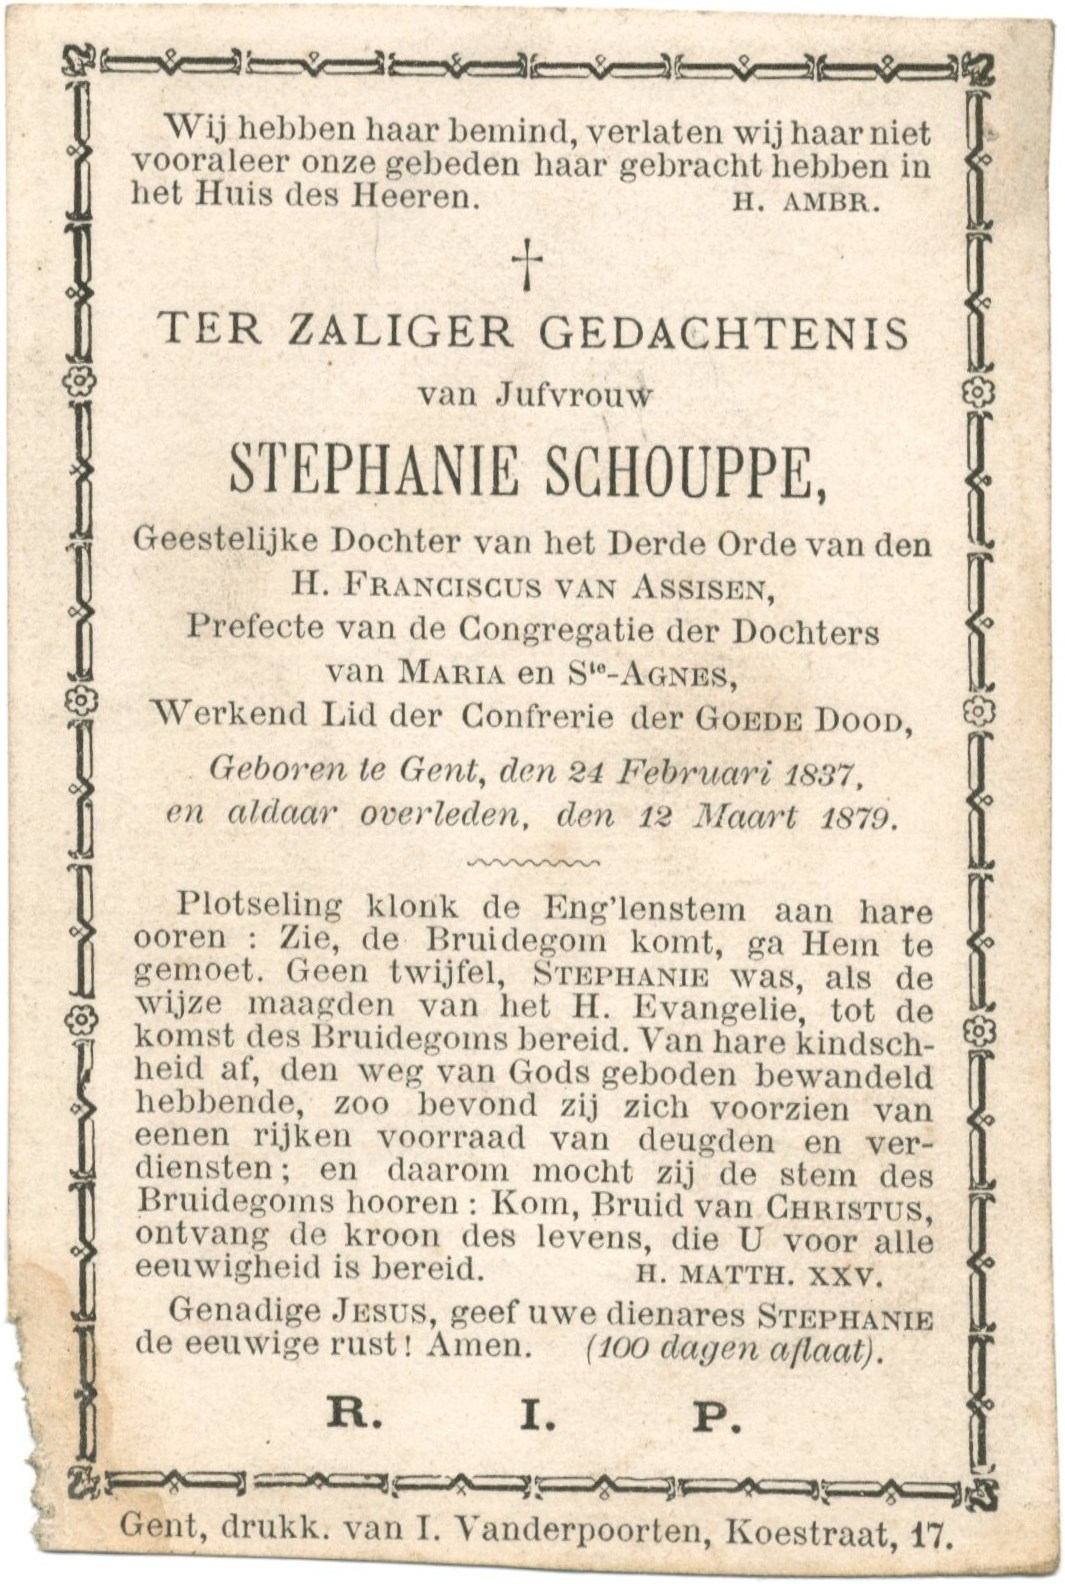 Wij hebben haar bemind, verlaten wij haar niet
vooraleer onze gebeden haar gebracht hebben in
het Huis des Heeren. H. AMBR.
†
TER ZALIGER GEDACHTENIS
van Jufvrouw
STEPHANIE SCHOUPPE,
Geestelijke Dochter van het Derde Orde van den
H. FRANCISCUS VAN ASSISEN,
Prefecte van de Congregatie der Dochters
van MARIA en Ste-AGNES,
Werkend Lid der Confrerie der GOEDE DOOD,
Geboren te Gent, den 24 Februari 1837,
en aldaar overleden, den 12 Maart 1879.
Plotseling klonk de Eng'lenstem aan hare
ooren : Zie, de Bruidegom komt, ga Hem te
gemoet. Geen twijfel, STEPHANIE was, als de
wijze maagden van het H. Evangelie, tot de
komst des Bruidegoms bereid. Van hare kindsch-
heid af, den weg van Gods geboden bewandeld
hebbende, zoo bevond zij zich voorzien van
eenen rijken voorraad van deugden en ver-
diensten ; en daarom mocht zij de stem des
Bruidegoms hooren : Kom, Bruid van CHRISTUS,
ontvang de kroon des levens, die U voor alle
eeuwigheid is bereid. H. MATTH. XXV.
Genadige JESUS, geef uwe dienares STEPHANIE
de eeuwige rust ! Amen. (100 dagen aflaat).
R. I. P.
Gent, drukk. van I. Vanderpoorten, Koestraat, 17.